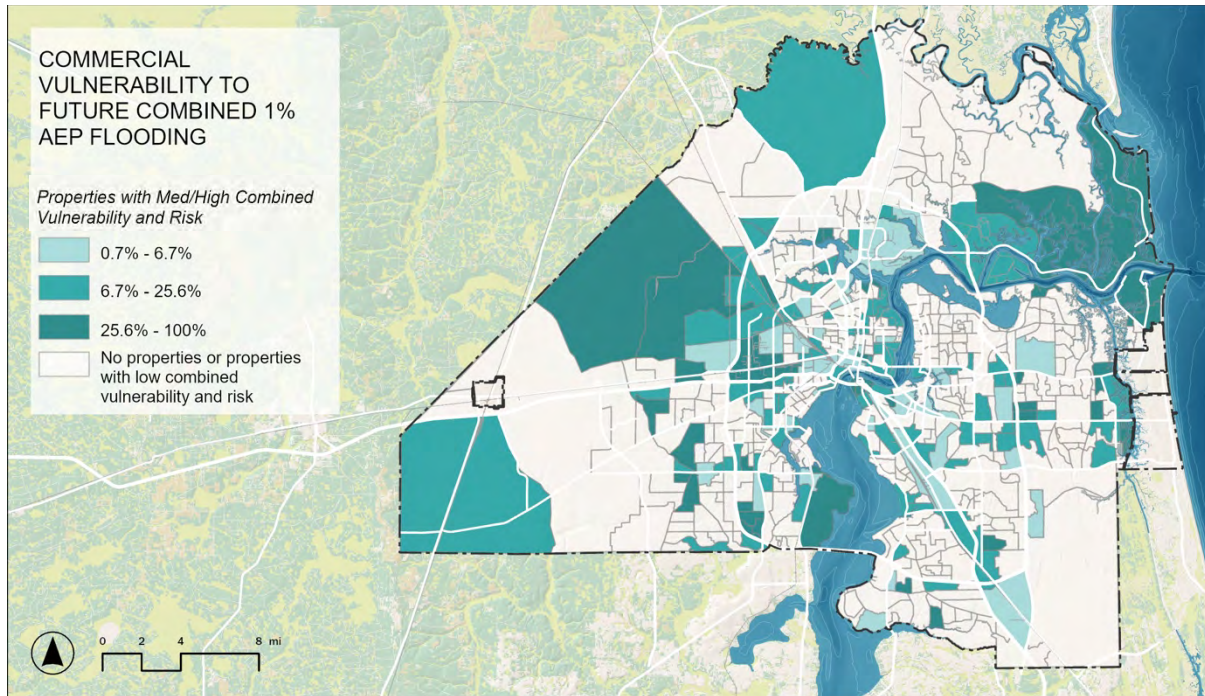 COMMERCIAL
VULNERABILITY TO
FUTURE COMBINED 1%
AEP FLOODING
Properties with Med/High Combined
Vulnerability and Risk
0.7% - 6.7%
6.7% - 25.6%
25.6% - 100%
No properties or properties
with low combined
vulnerability and risk
0 2 4 8 mi